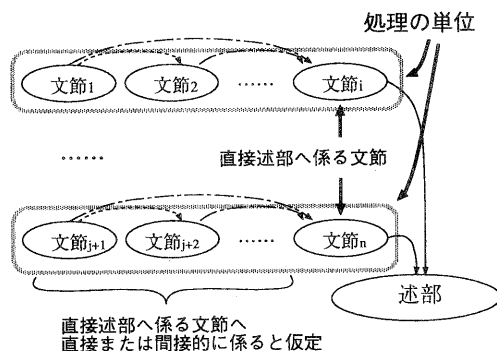 処理の単位
文節1 文節2 …… 文節i
……
直接述部へ係る文節
文節j+1 文節j+2 …… 文節n
述部
直接述部へ係る文節へ
直接または間接的に係ると仮定